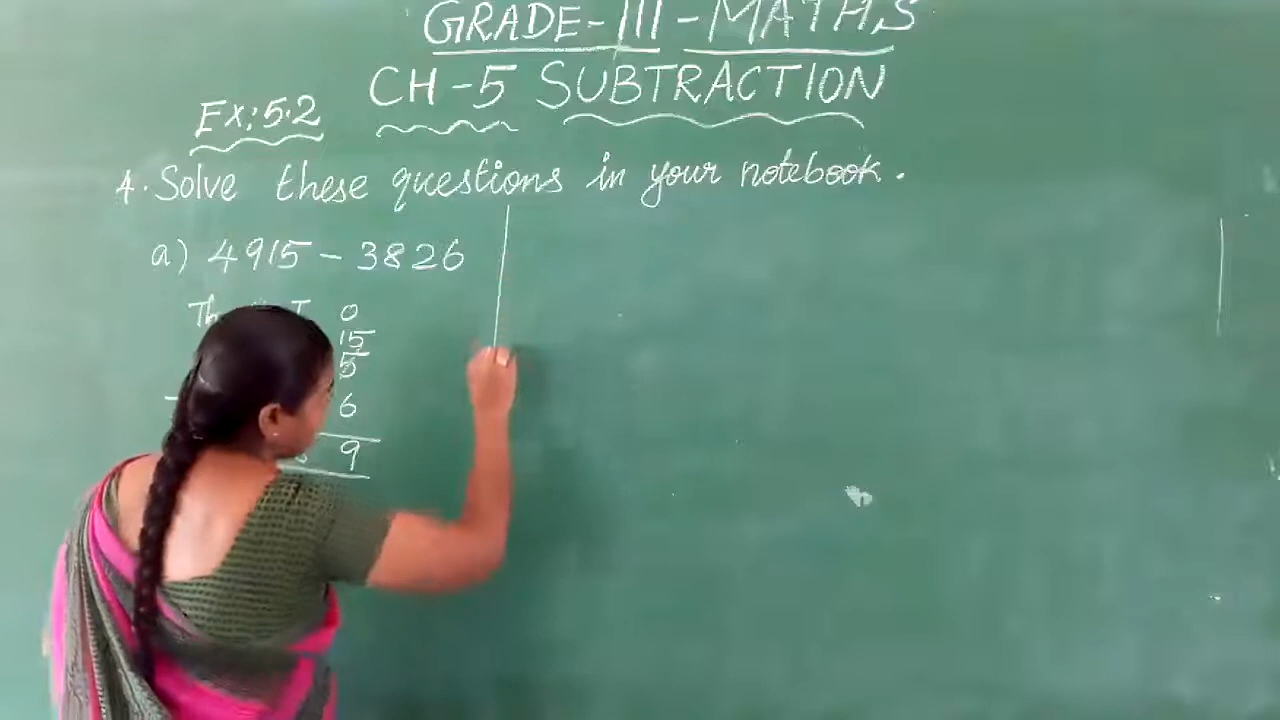 GRADE-III-MATHS
CH-5 SUBTRACTION
Ex:5.2
4. Solve these questions in your notebook.
a) 4915 - 3826
Th T O
15
5
- 6
9